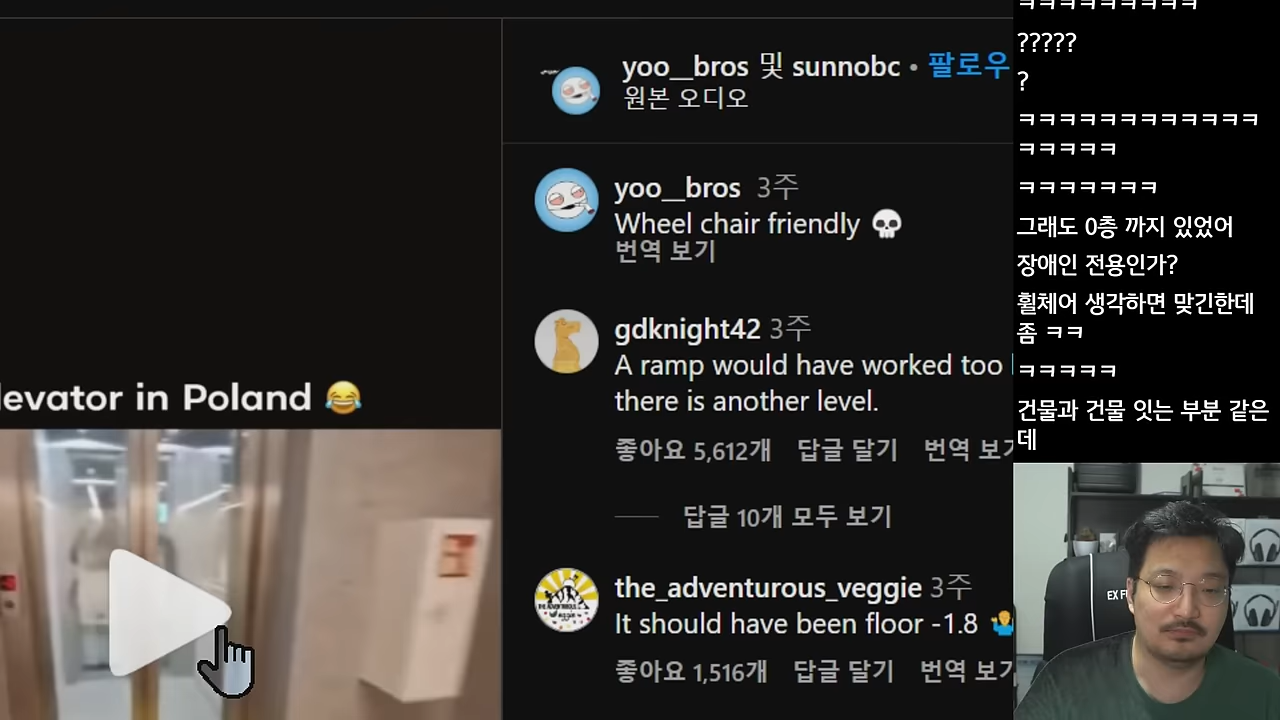 levator in Poland 😂
yoo__bros 및 sunnobc • 팔로우
원본 오디오
yoo__bros 3주
Wheel chair friendly 💀
번역 보기
gdknight42 3주
A ramp would have worked too
there is another level.
좋아요 5,612개 답글 달기 번역 보기
답글 10개 모두 보기
the_adventurous_veggie 3주
It should have been floor -1.8 🤷
좋아요 1,516개 답글 달기 번역 보기
?????
?
ㅋㅋㅋㅋㅋㅋㅋㅋㅋㅋㅋㅋ
ㅋㅋㅋㅋㅋ
ㅋㅋㅋㅋㅋㅋㅋ
그래도 0층 까지 있었어
장애인 전용인가?
휠체어 생각하면 맞긴한데
좀 ㅋㅋ
ㅋㅋㅋㅋㅋ
건물과 건물 잇는 부분 같은
데